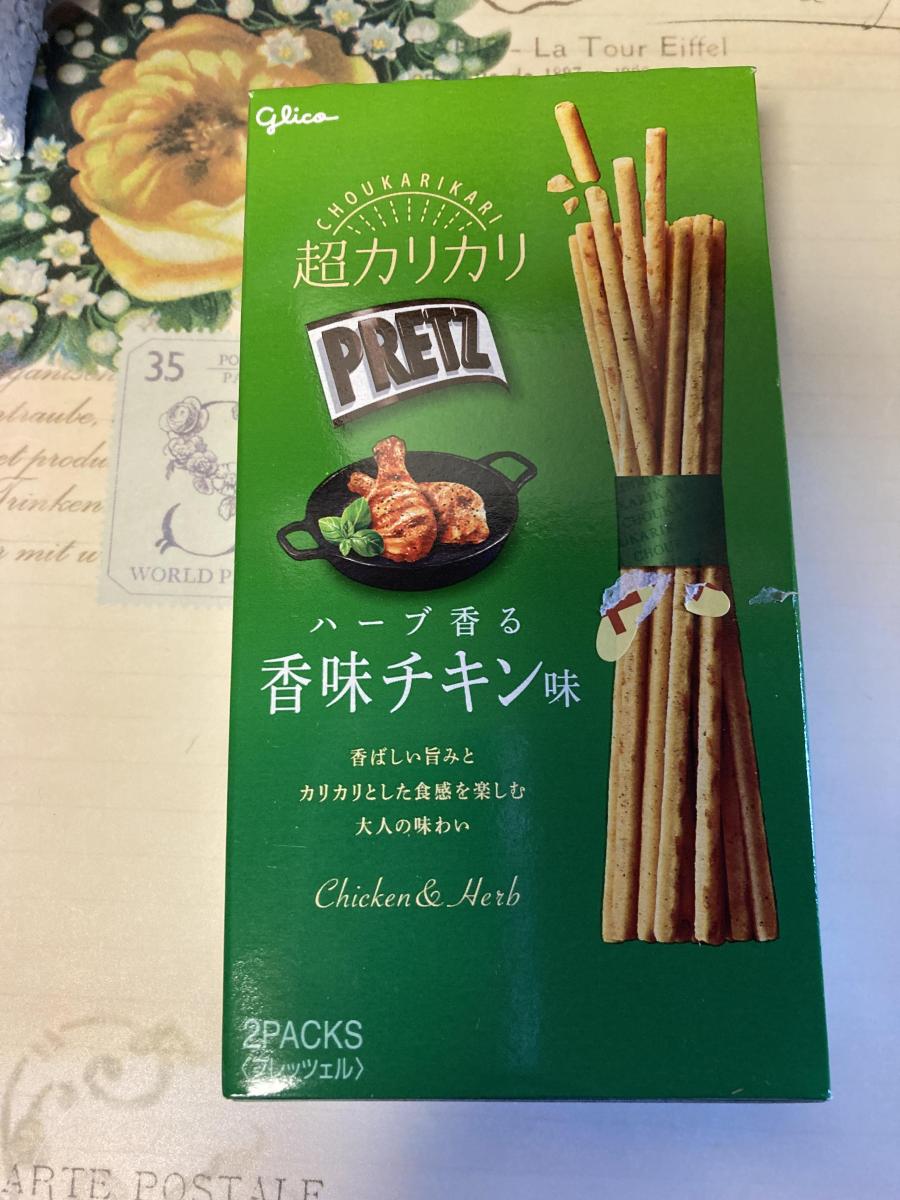 La Tour Eiffel
Glico
CHOUKARIKARI
超カリカリ
PRETZ
35
WORLD P
mit
ハーブ香る
香味チキン味
香ばしい旨みと
カリカリとした食感を楽しむ
大人の味わい
Chicken & Herb
2PACKS
〈プレッツェル〉
ARTE POSTALE